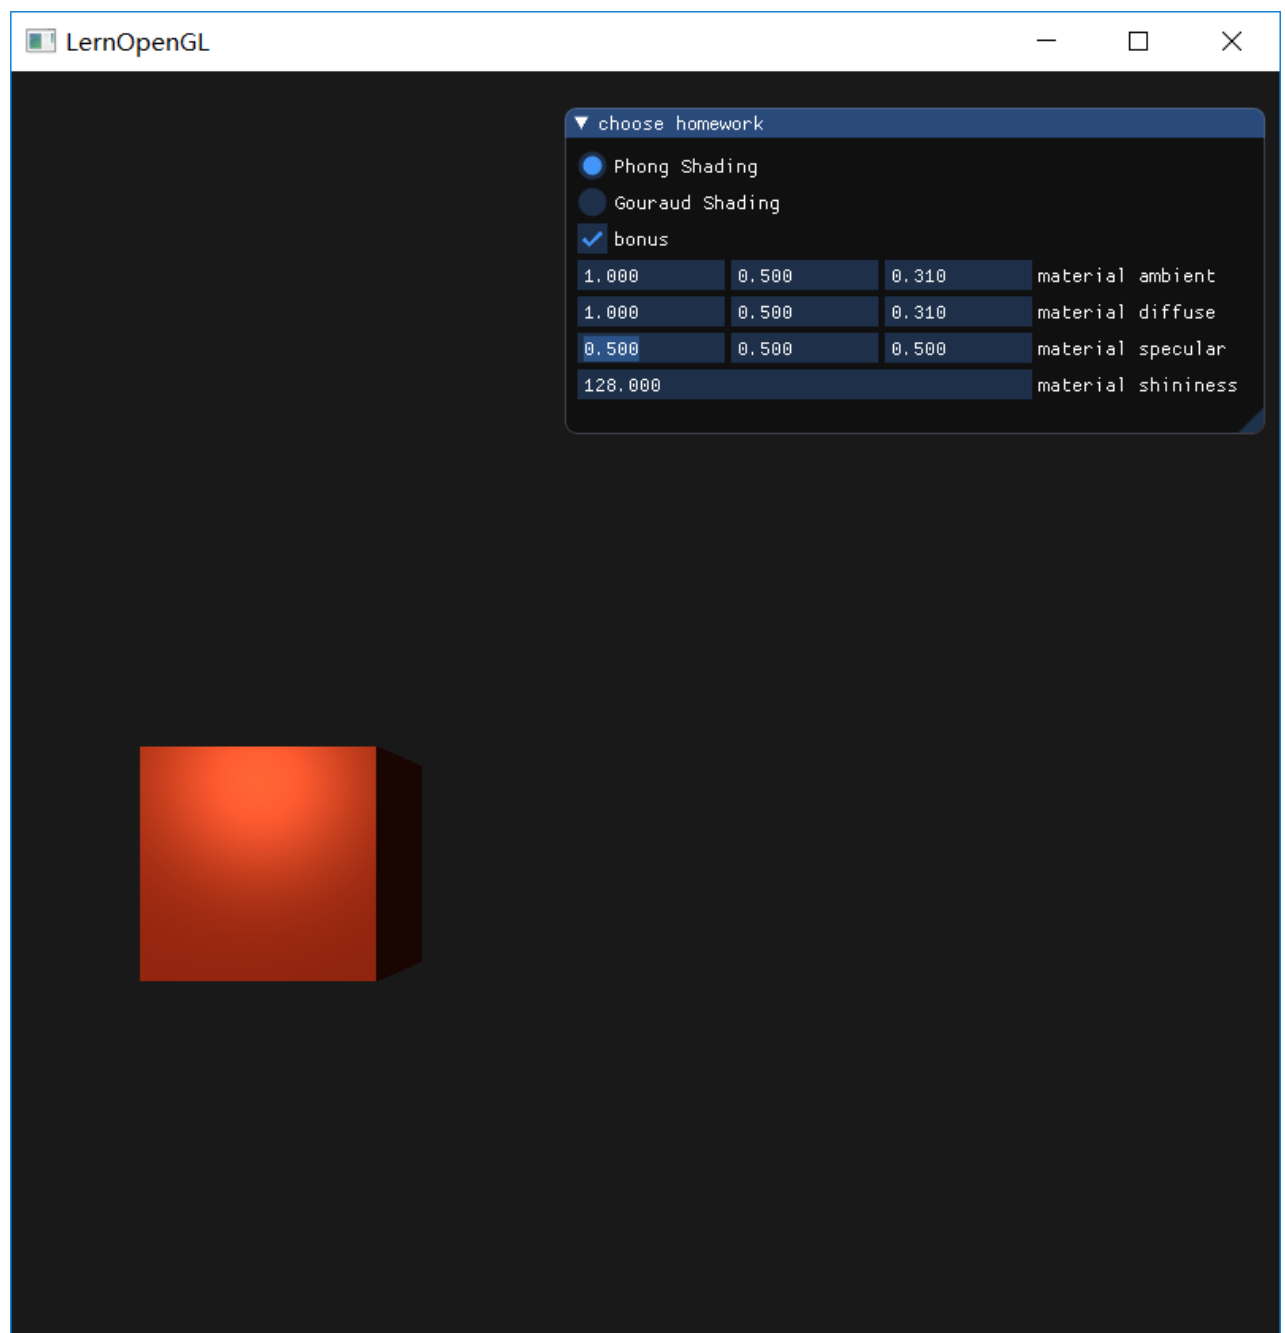 LernOpenGL
choose homework
Phong Shading
Gouraud Shading
bonus
1.000 0.500 0.310 material ambient
1.000 0.500 0.310 material diffuse
0.500 0.500 0.500 material specular
128.000 material shininess